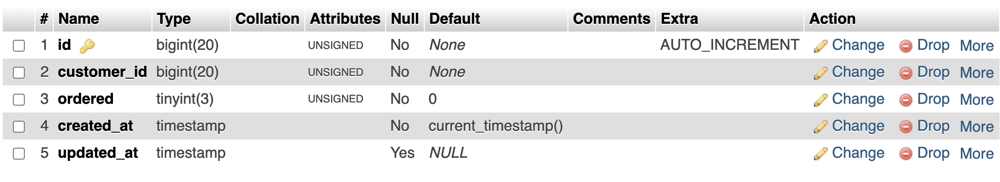 # Name Type Collation Attributes Null Default Comments Extra Action
1 id bigint(20) UNSIGNED No None AUTO_INCREMENT Change Drop More
2 customer_id bigint(20) UNSIGNED No None Change Drop More
3 ordered tinyint(3) UNSIGNED No 0 Change Drop More
4 created_at timestamp No current_timestamp() Change Drop More
5 updated_at timestamp Yes NULL Change Drop More